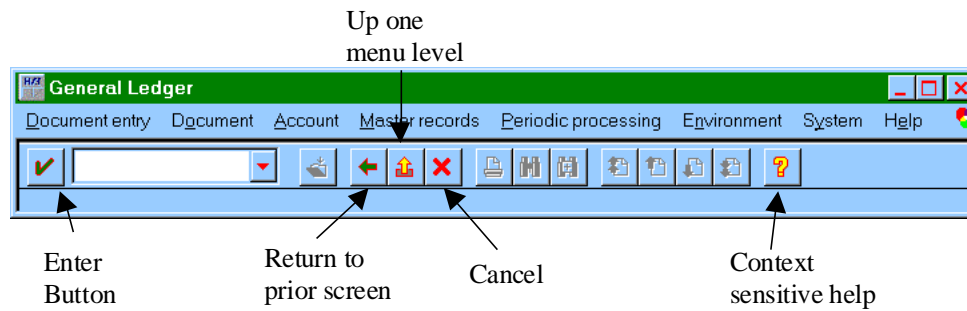 Up one
menu level
General Ledger
Document entry Document Account Master records Periodic processing Environment System Help
?
Enter
Button
Return to
prior screen
Cancel
Context
sensitive help